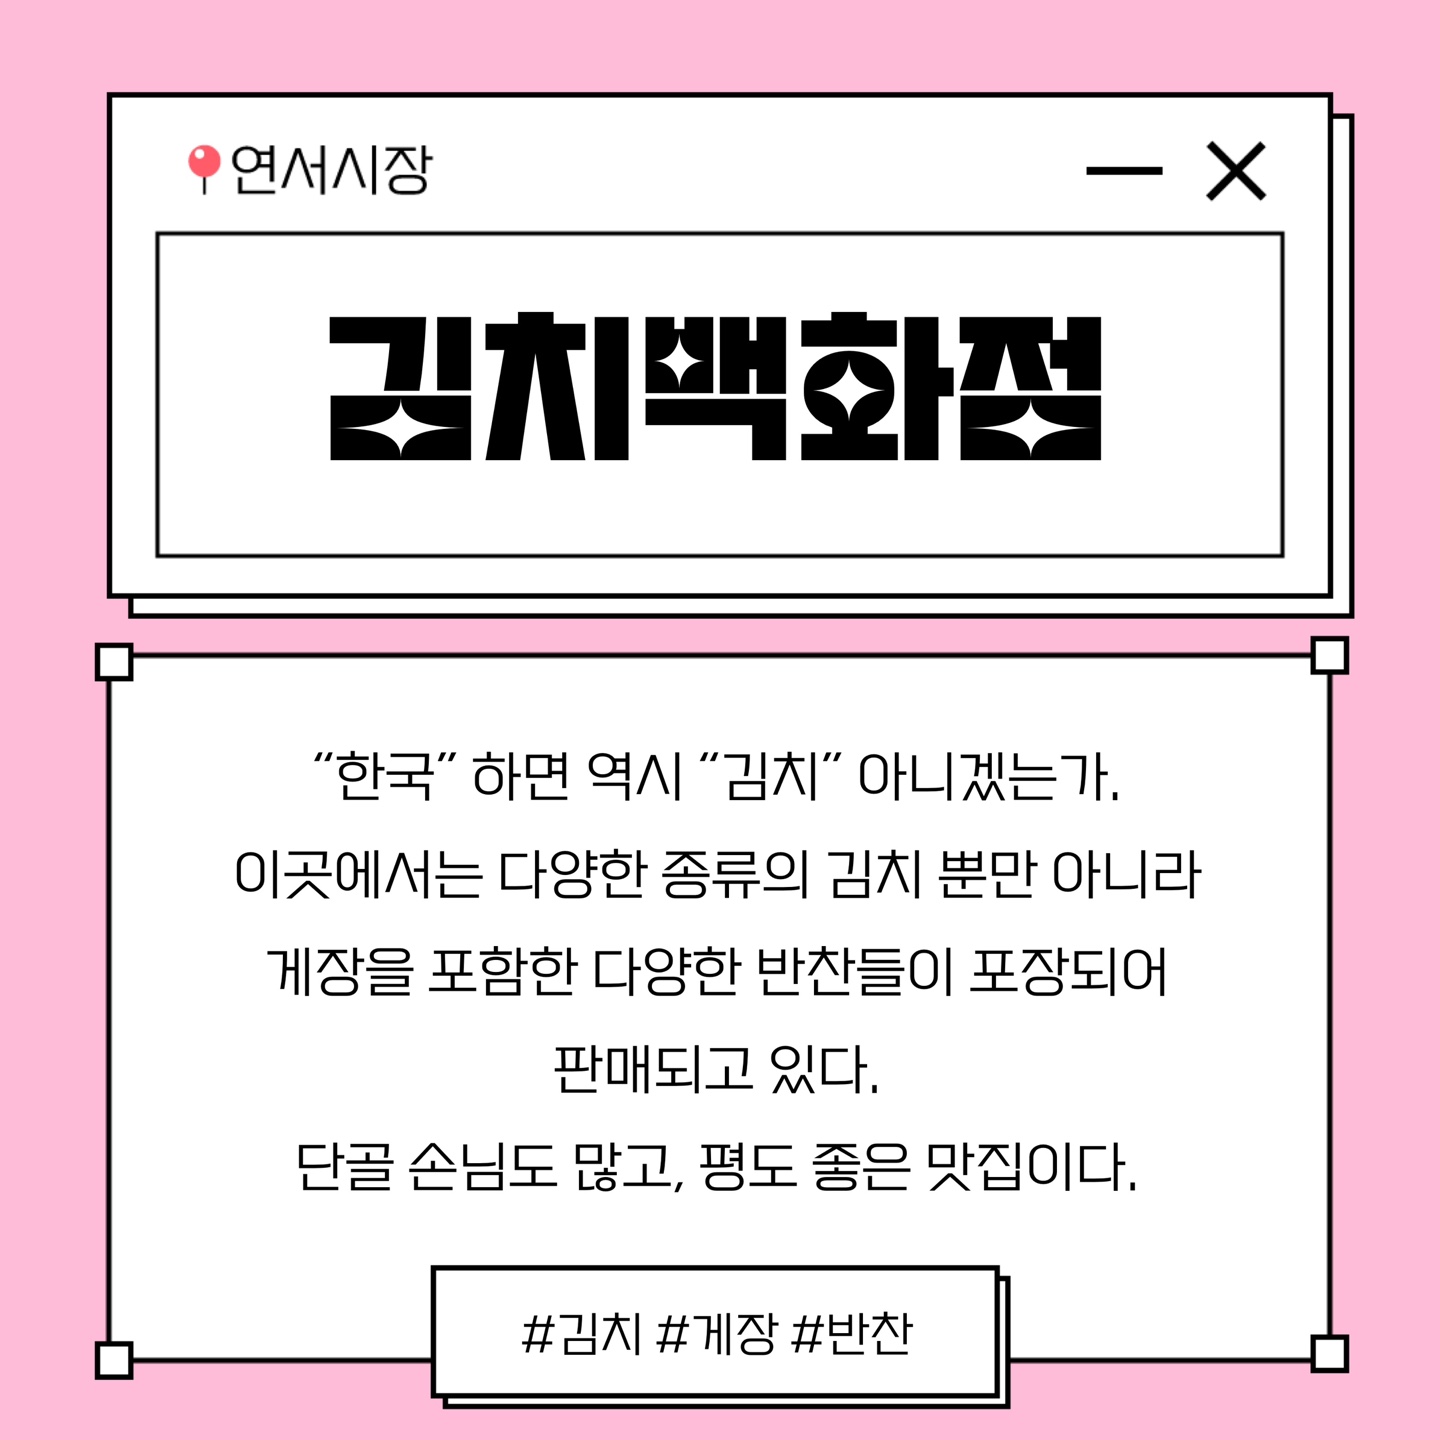 📍연서시장
김치백화점
“한국” 하면 역시 “김치” 아니겠는가.
이곳에서는 다양한 종류의 김치 뿐만 아니라
게장을 포함한 다양한 반찬들이 포장되어
판매되고 있다.
단골 손님도 많고, 평도 좋은 맛집이다.
#김치 #게장 #반찬